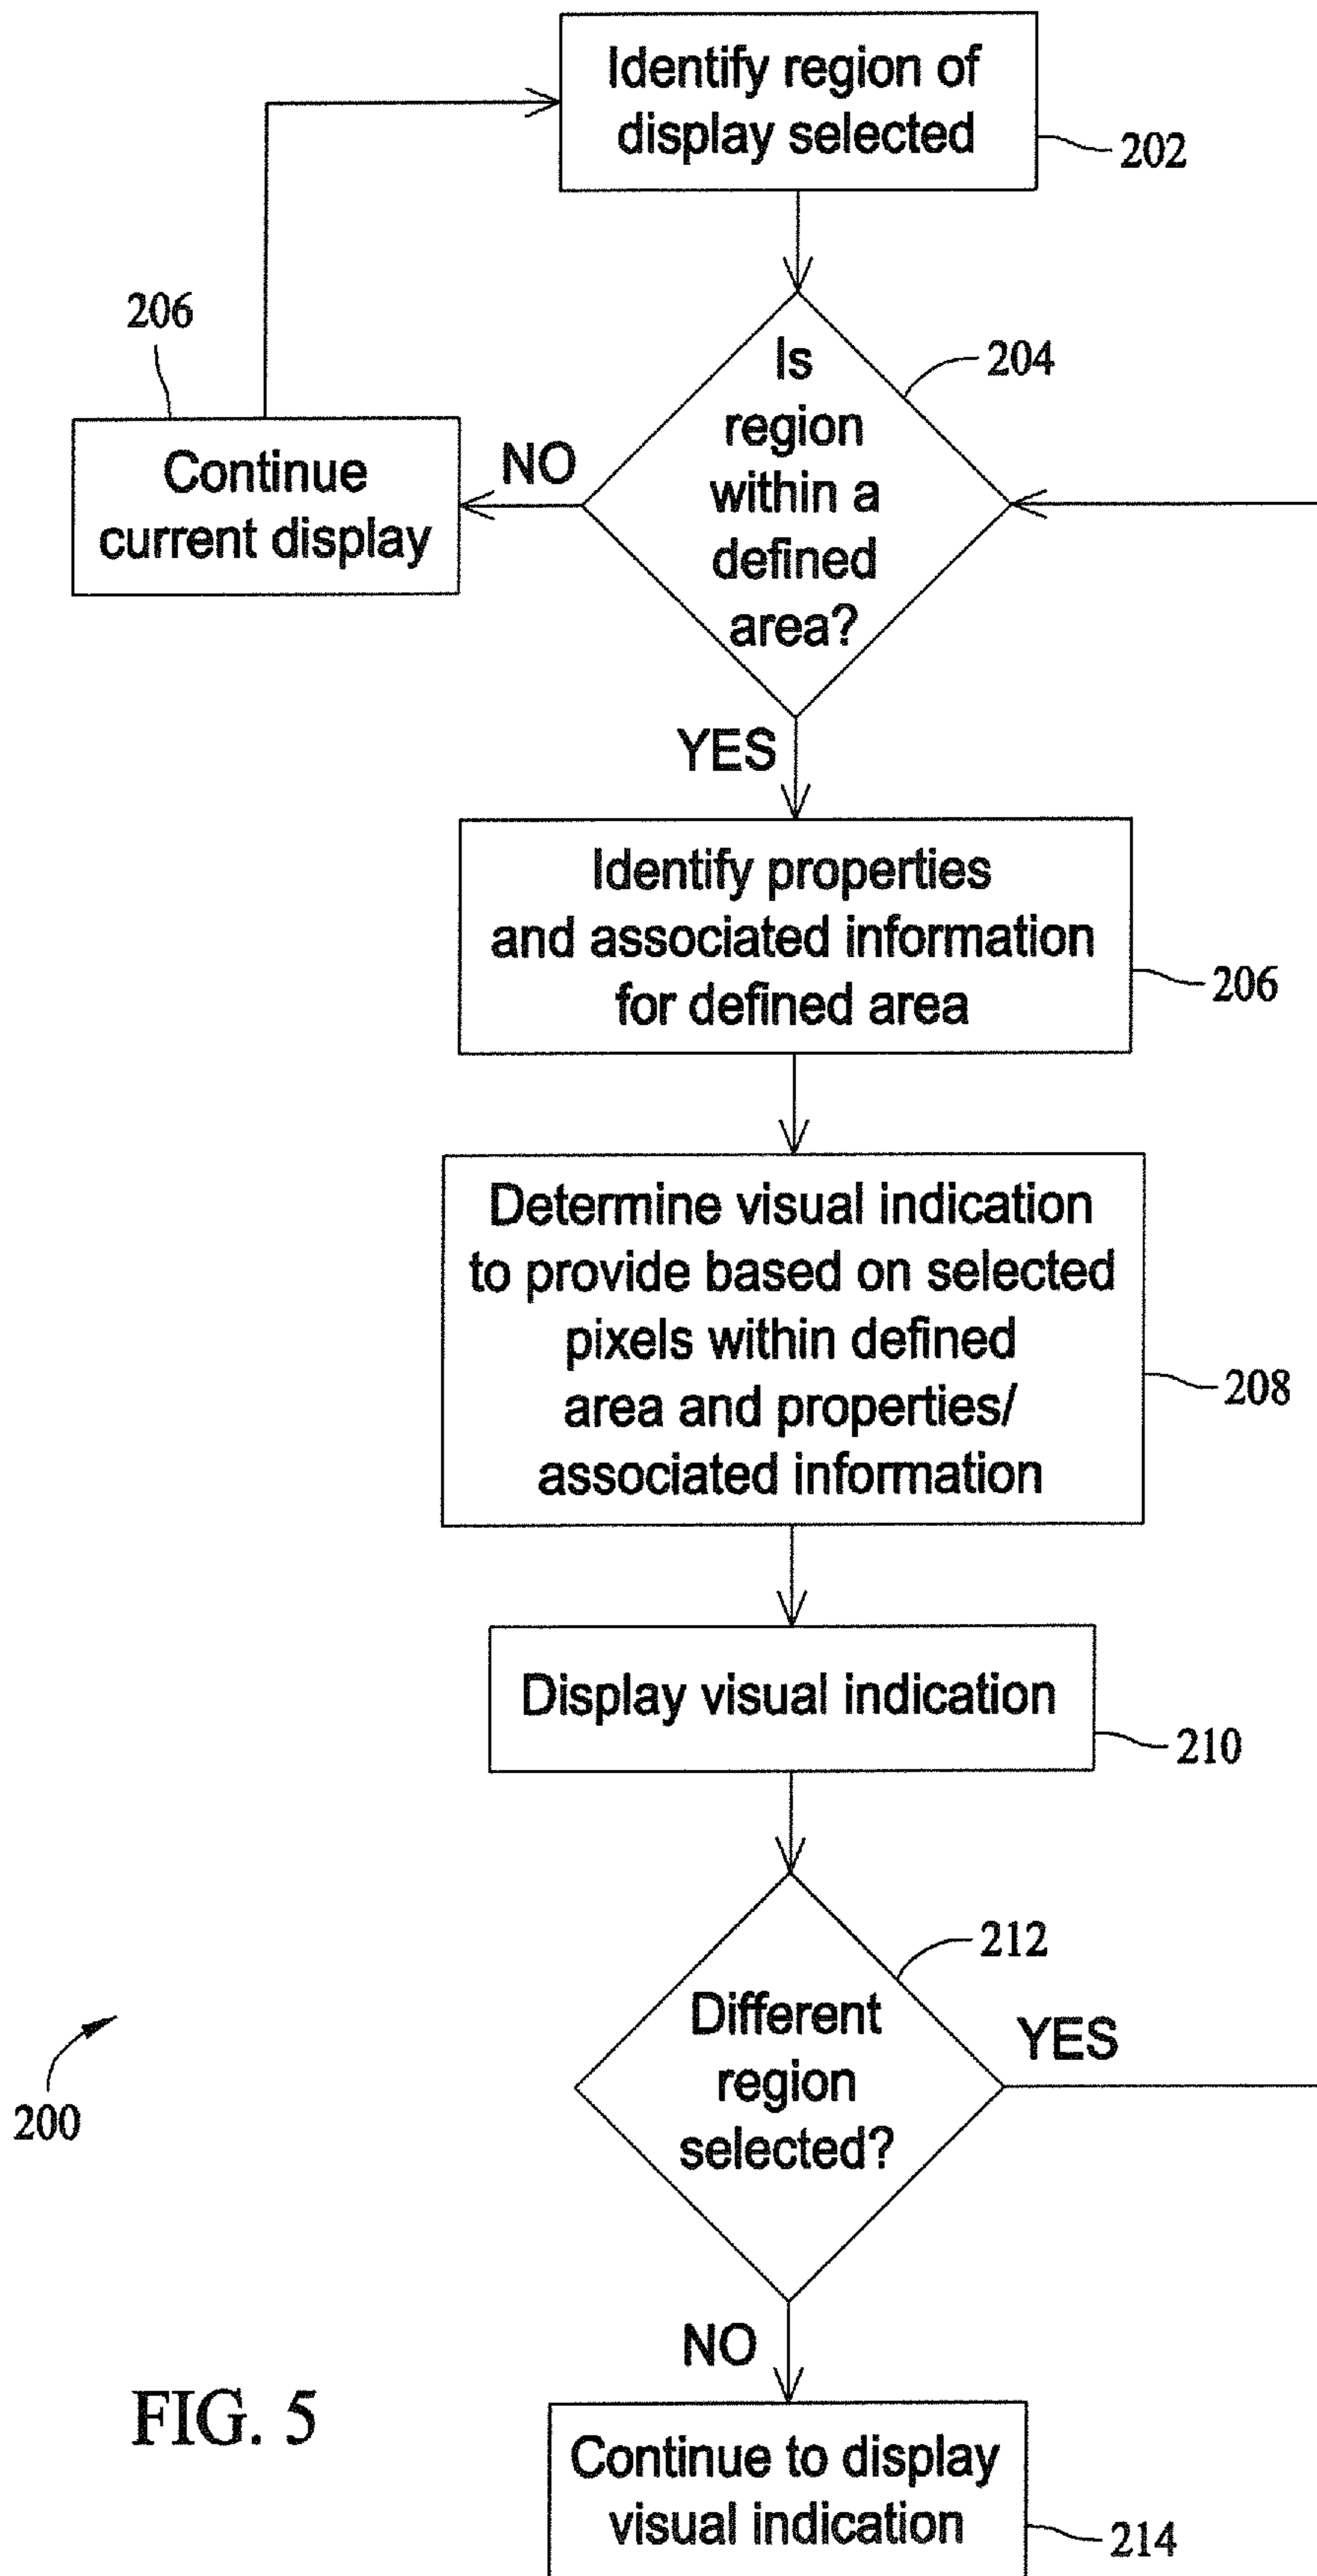 Identify region of
display selected
202
206
Is
region
within a
defined
area?
204
NO
Continue
current display
YES
Identify properties
and associated information
for defined area
206
Determine visual indication
to provide based on selected
pixels within defined
area and properties/
associated information
208
Display visual indication
210
212
Different
region
selected?
YES
200
NO
FIG. 5
Continue to display
visual indication
214